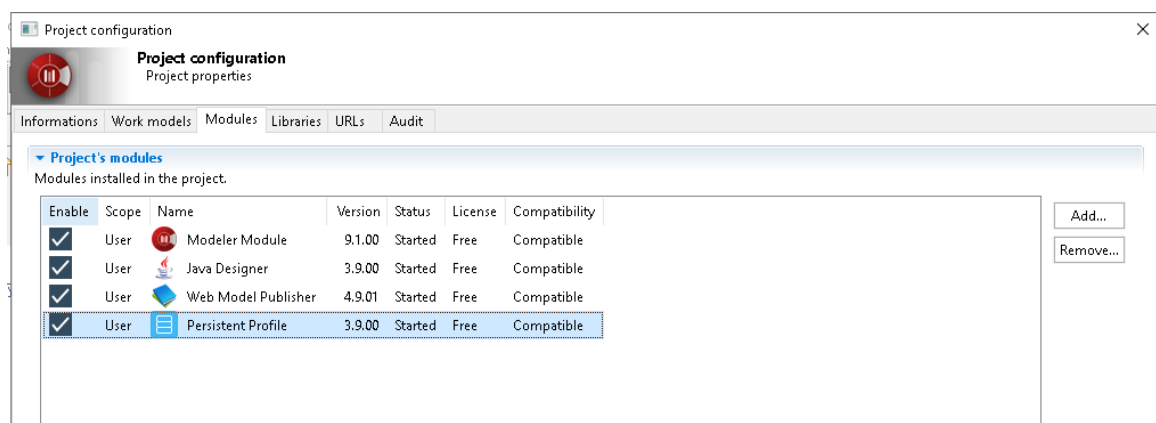 Project configuration
Project configuration
Project properties
Informations Work models Modules Libraries URLs Audit
Project's modules
Modules installed in the project.
Enable Scope Name Version Status License Compatibility
User Modeler Module 9.1.00 Started Free Compatible
User Java Designer 3.9.00 Started Free Compatible
User Web Model Publisher 4.9.01 Started Free Compatible
User Persistent Profile 3.9.00 Started Free Compatible
Add...
Remove...